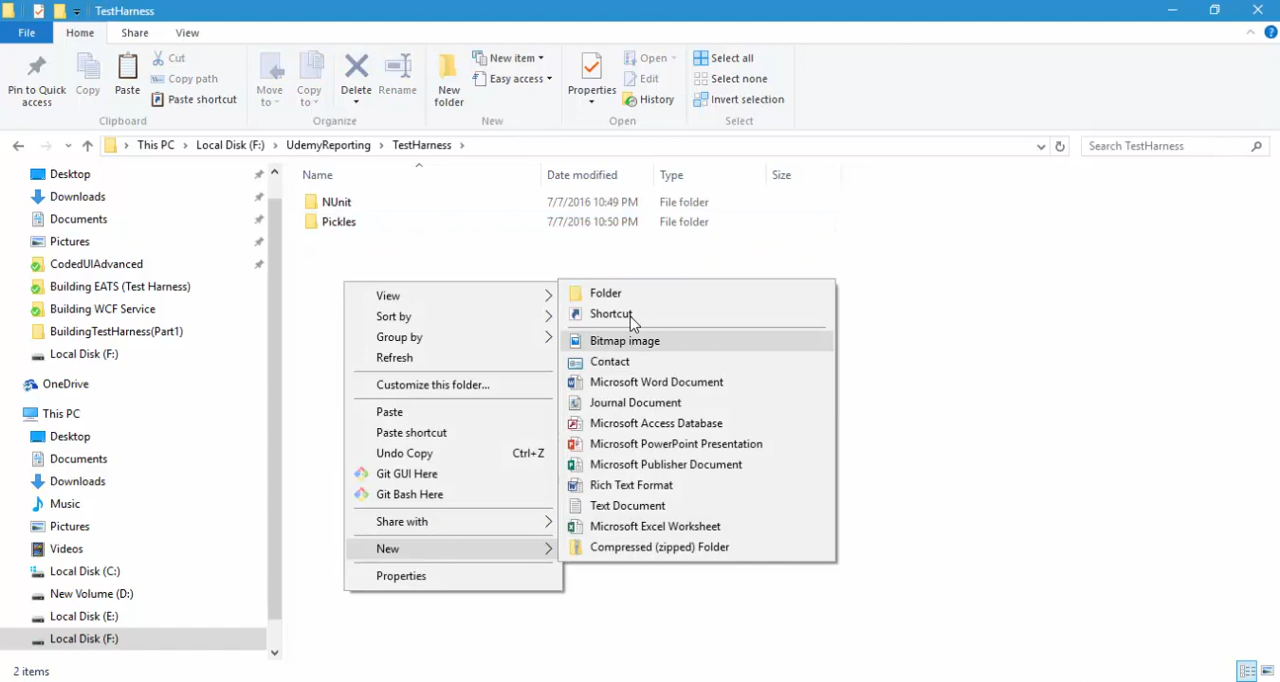 TestHarness
File Home Share View
Pin to Quick access
Copy
Paste
Cut
Copy path
Paste shortcut
Clipboard
Move to
Copy to
Delete
Rename
Organize
New folder
New item
Easy access
New
Properties
Open
Edit
History
Open
Select all
Select none
Invert selection
Select
This PC Local Disk (F:) UdemyReporting TestHarness
Search TestHarness
Desktop
Downloads
Documents
Pictures
CodedUIAdvanced
Building EATS (Test Harness)
Building WCF Service
BuildingTestHarness(Part1)
Local Disk (F:)
OneDrive
This PC
Desktop
Documents
Downloads
Music
Pictures
Videos
Local Disk (C:)
New Volume (D:)
Local Disk (E:)
Local Disk (F:)
Name Date modified Type Size
NUnit 7/7/2016 10:49 PM File folder
Pickles 7/7/2016 10:50 PM File folder
View
Sort by
Group by
Refresh
Customize this folder...
Paste
Paste shortcut
Undo Copy Ctrl+Z
Git GUI Here
Git Bash Here
Share with
New
Properties
Folder
Shortcut
Bitmap image
Contact
Microsoft Word Document
Journal Document
Microsoft Access Database
Microsoft PowerPoint Presentation
Microsoft Publisher Document
Rich Text Format
Text Document
Microsoft Excel Worksheet
Compressed (zipped) Folder
2 items